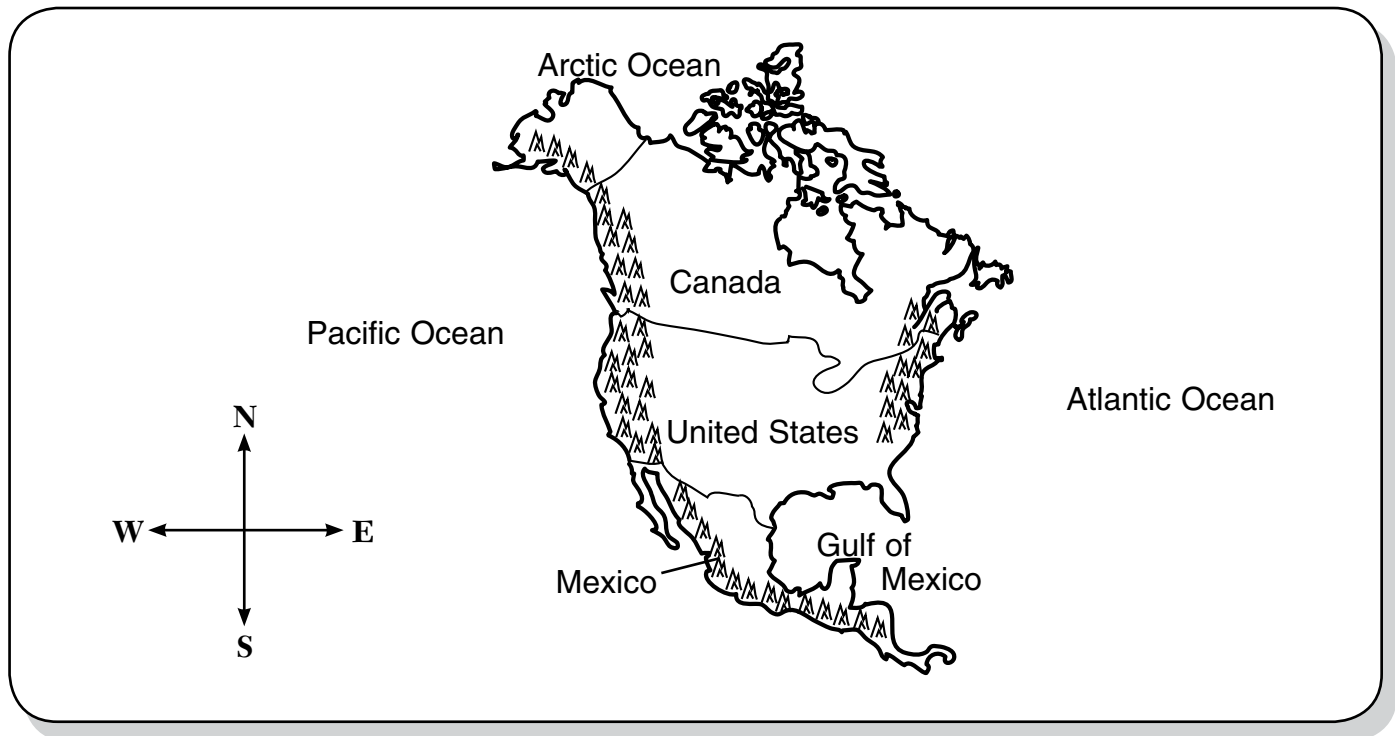 Arctic Ocean
Canada
Pacific Ocean
Atlantic Ocean
N
United States
W
E
Gulf of
Mexico
Mexico
S